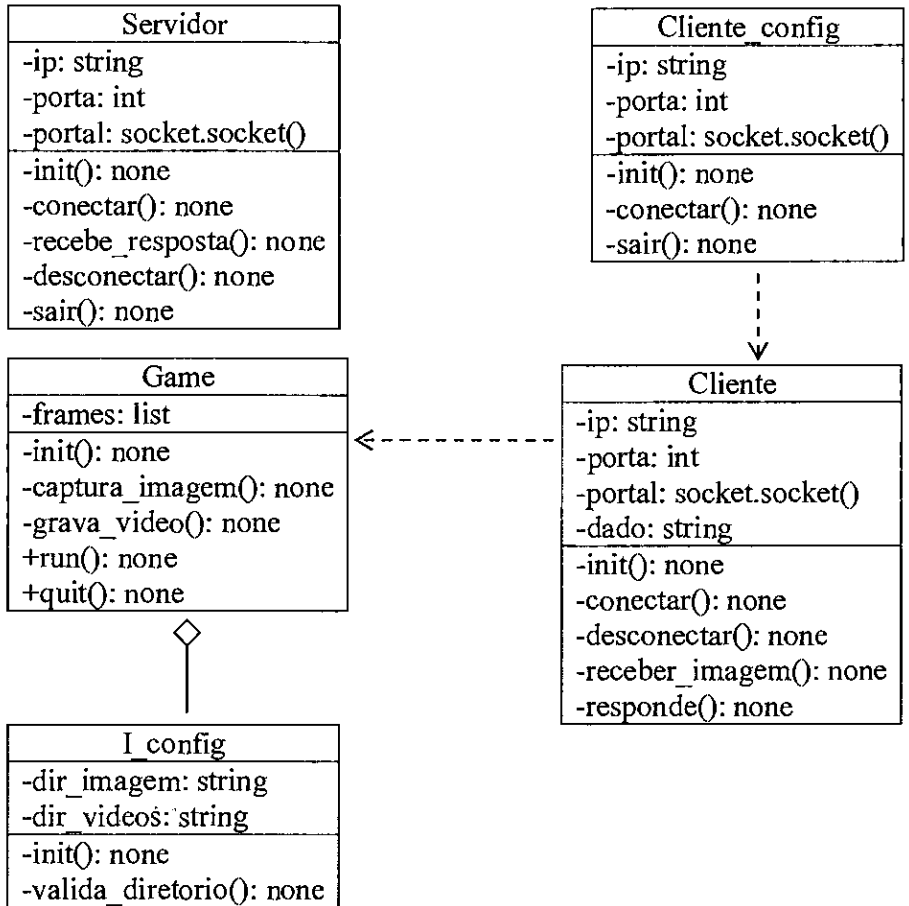 Servidor
-ip: string
-porta: int
-portal: socket.socket()
-init(): none
-conectar(): none
-recebe_resposta(): none
-desconectar(): none
-sair(): none
Cliente_config
-ip: string
-porta: int
-portal: socket.socket()
-init(): none
-conectar(): none
-sair(): none
Game
-frames: list
-init(): none
-captura_imagem(): none
-grava_video(): none
+run(): none
+quit(): none
Cliente
-ip: string
-porta: int
-portal: socket.socket()
-dado: string
-init(): none
-conectar(): none
-desconectar(): none
-receber_imagem(): none
-responde(): none
I_config
-dir_imagem: string
-dir_videos: string
-init(): none
-valida_diretorio(): none